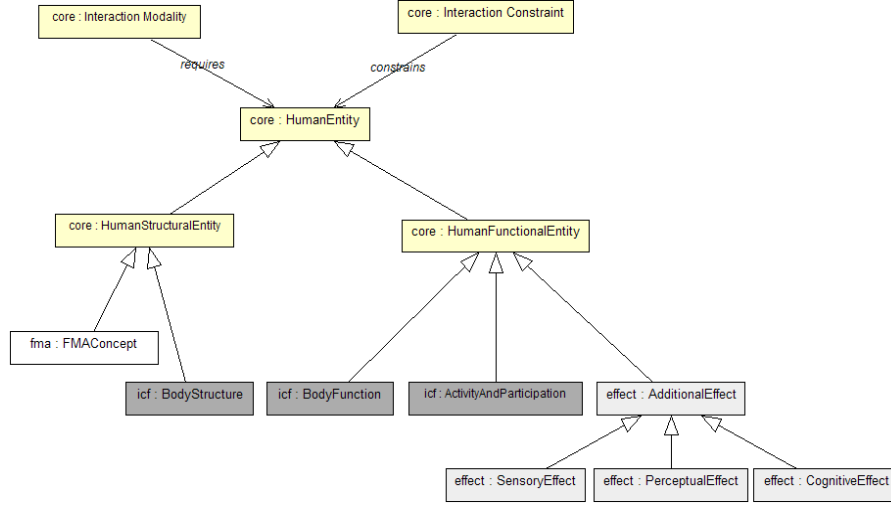 core : Interaction Modality
core : Interaction Constraint
requires
constrains
core : HumanEntity
core : HumanStructuralEntity
core : HumanFunctionalEntity
fma : FMAConcept
icf : BodyStructure
icf : BodyFunction
icf : ActivityAndParticipation
effect : AdditionalEffect
effect : SensoryEffect
effect : PerceptualEffect
effect : CognitiveEffect